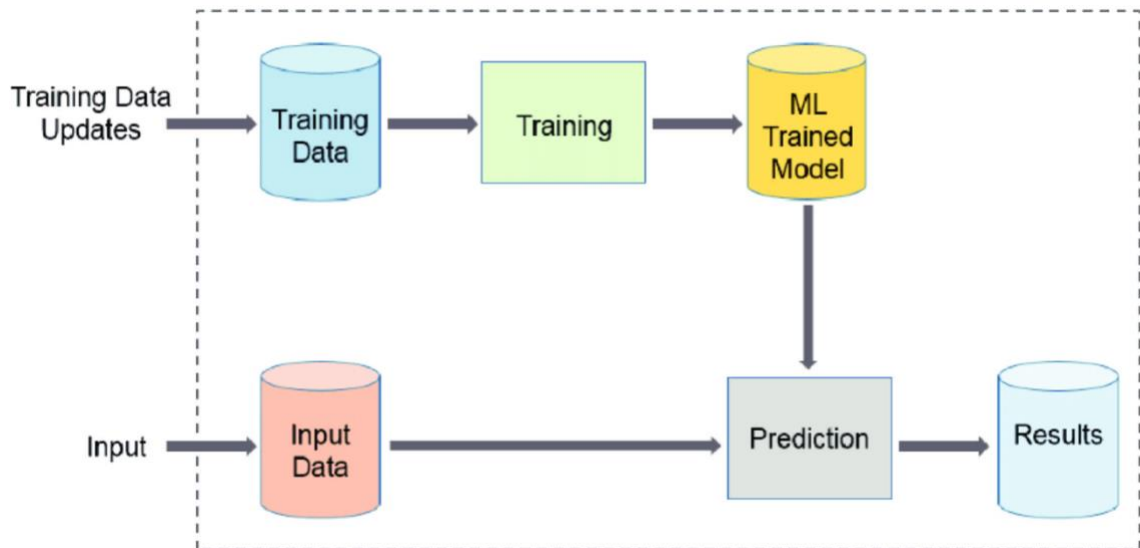 Training Data
Updates
Training
Data
Training
ML
Trained
Model
Input
Input
Data
Prediction
Results